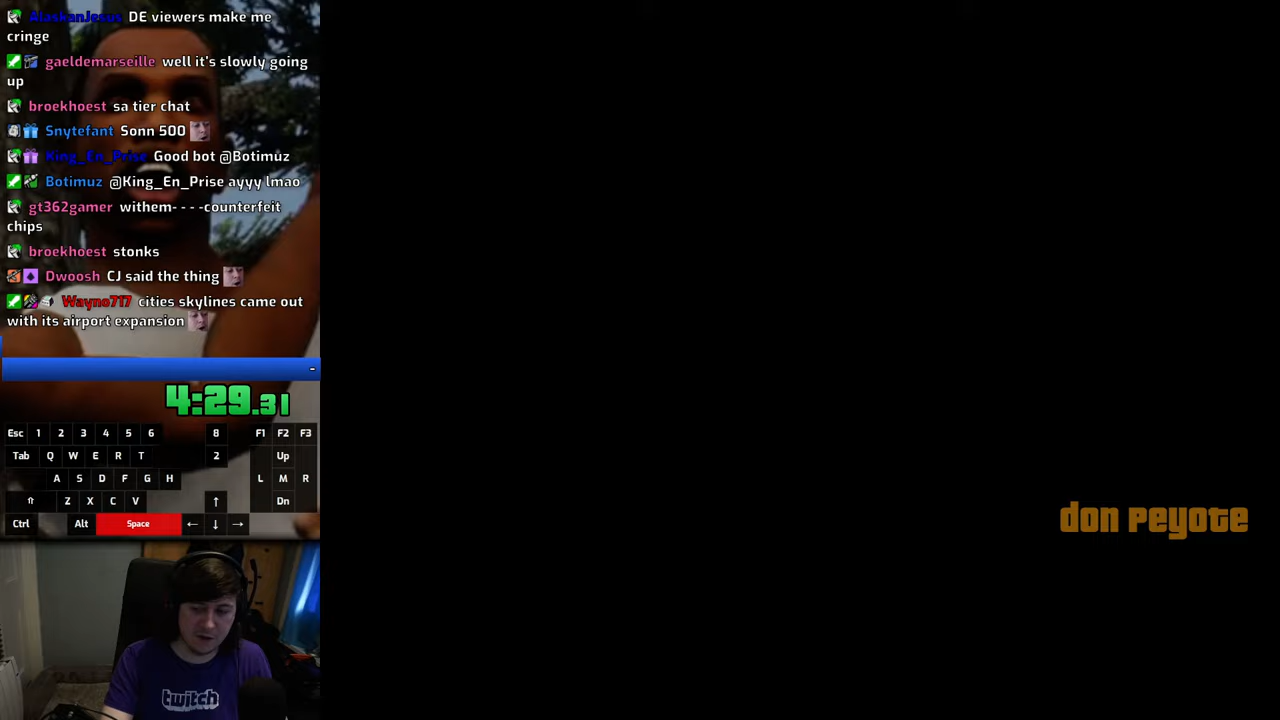 AlaskanJesus DE viewers make me
cringe
gaeldemarseille well it's slowly going
up
broekhoest sa tier chat
Snytefant Sonn 500
King_En_Prise Good bot @Botimuz
Botimuz @King_En_Prise ayyy lmao
gt362gamer withem- - - -counterfeit
chips
broekhoest stonks
Dwoosh CJ said the thing
Wayno717 cities skylines came out
with its airport expansion
-
4:29.31
Esc 1 2 3 4 5 6 8 F1 F2 F3
Tab Q W E R T 2 Up
A S D F G H L M R
⇧ Z X C V ↑ Dn
Ctrl Alt Space ← ↓ →
don peyote
twitch